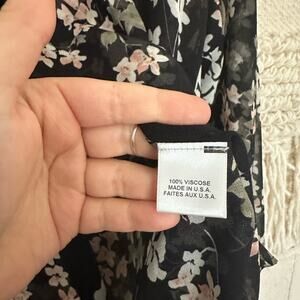 100% VISCOSE
MADE IN U.S.A.
FAITES AUX U.S.A.